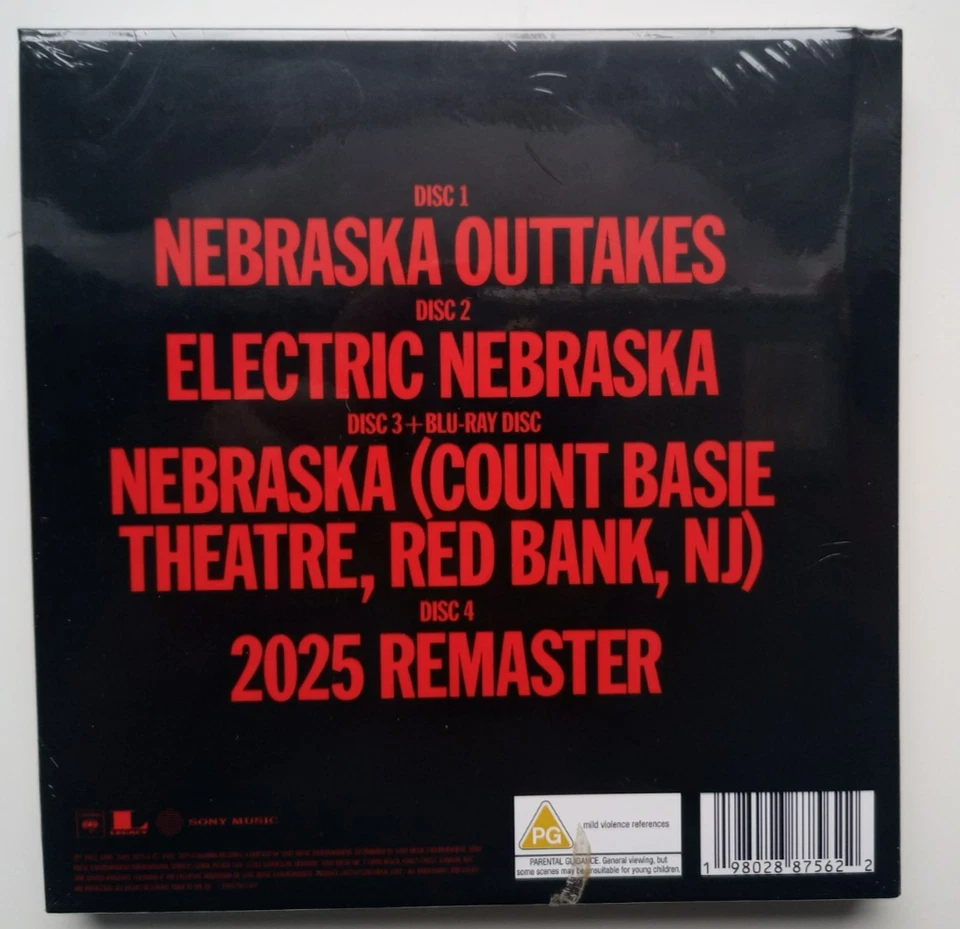 DISC 1
NEBRASKA OUTTAKES
DISC 2
ELECTRIC NEBRASKA
DISC 3 + BLU-RAY DISC
NEBRASKA (COUNT BASIE
THEATRE, RED BANK, NJ)
DISC 4
2025 REMASTER
LEGACY
SONY MUSIC
PG
mild violence references
PARENTAL GUIDANCE. General viewing, but
some scenes may be unsuitable for young children.
1 98028 87562 2